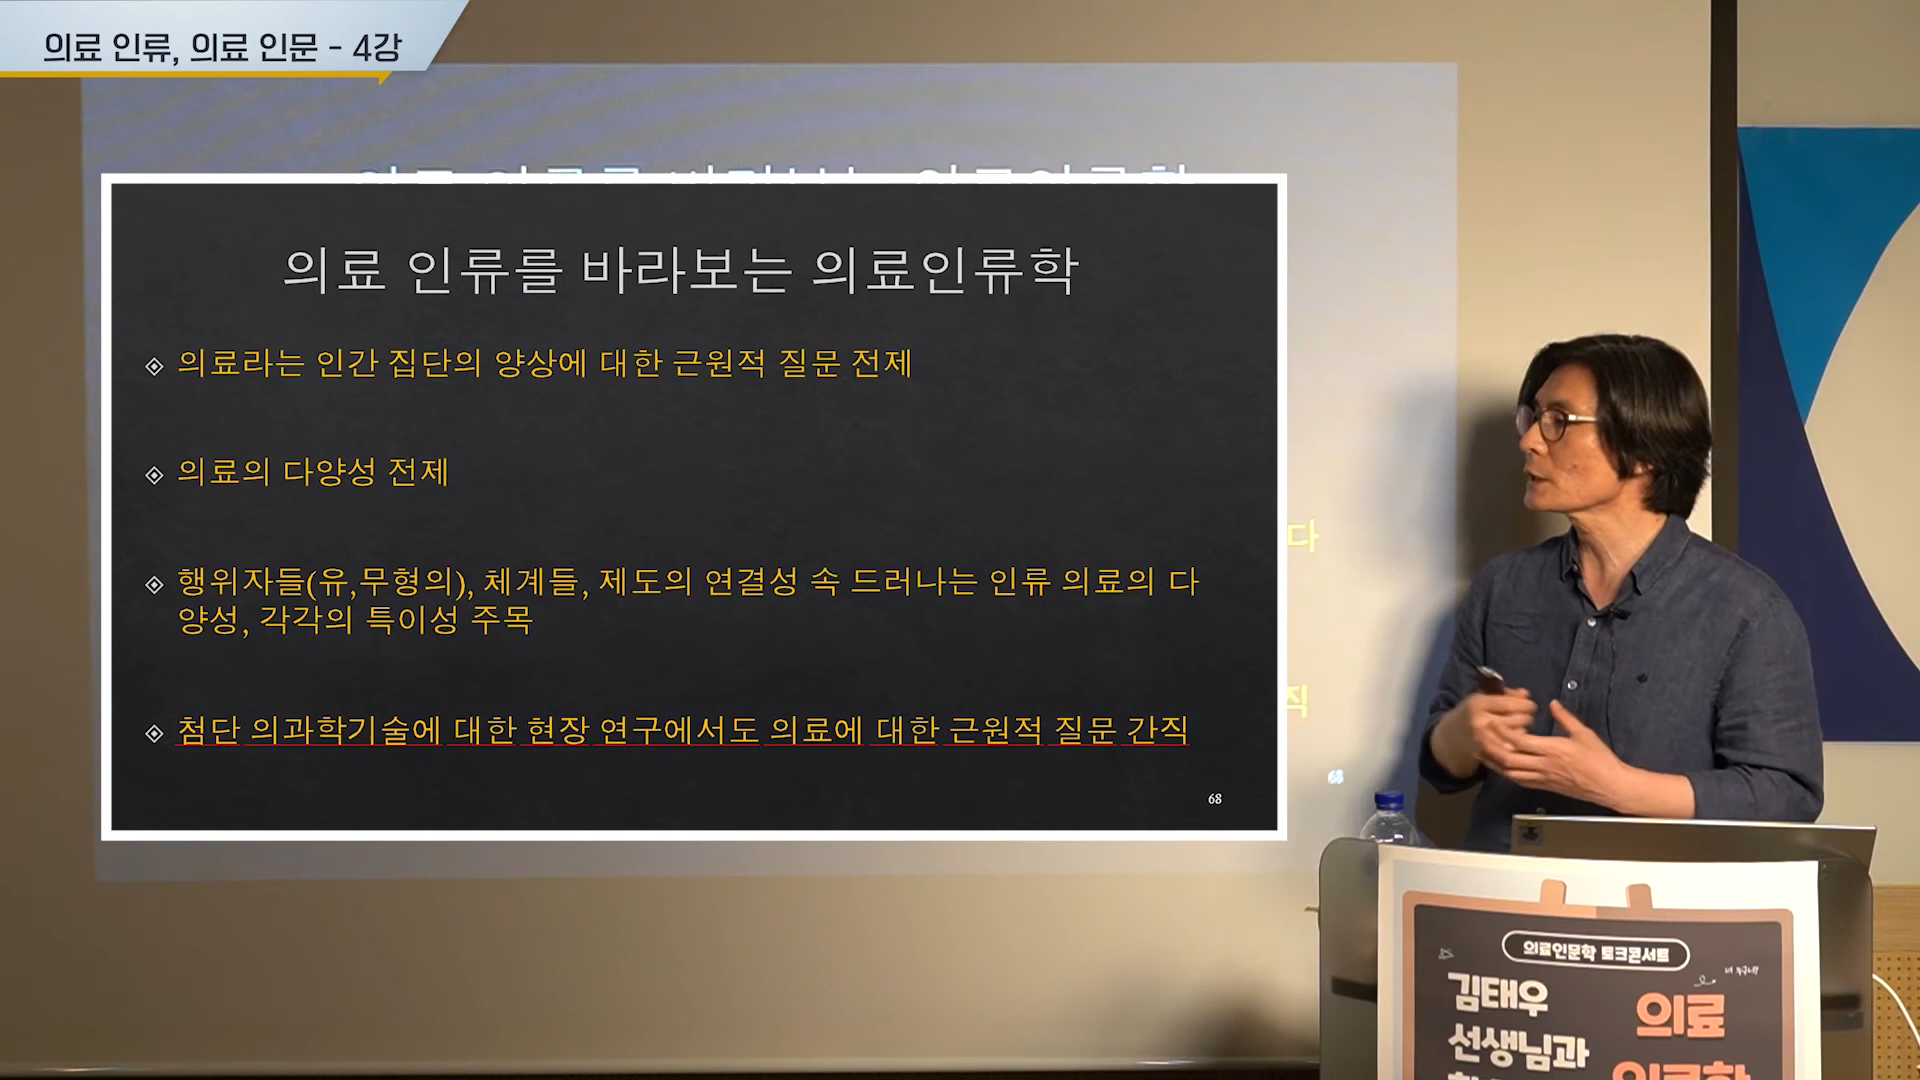 의료 인류, 의료 인문 - 4강
의료 인류를 바라보는 의료인류학
의료라는 인간 집단의 양상에 대한 근원적 질문 전제
의료의 다양성 전제
행위자들(유,무형의), 체계들, 제도의 연결성 속 드러나는 인류 의료의 다
양성, 각각의 특이성 주목
첨단 의과학기술에 대한 현장 연구에서도 의료에 대한 근원적 질문 간직
68
다
직
68
의료인문학 토크콘서트
김태우
선생님과
의료